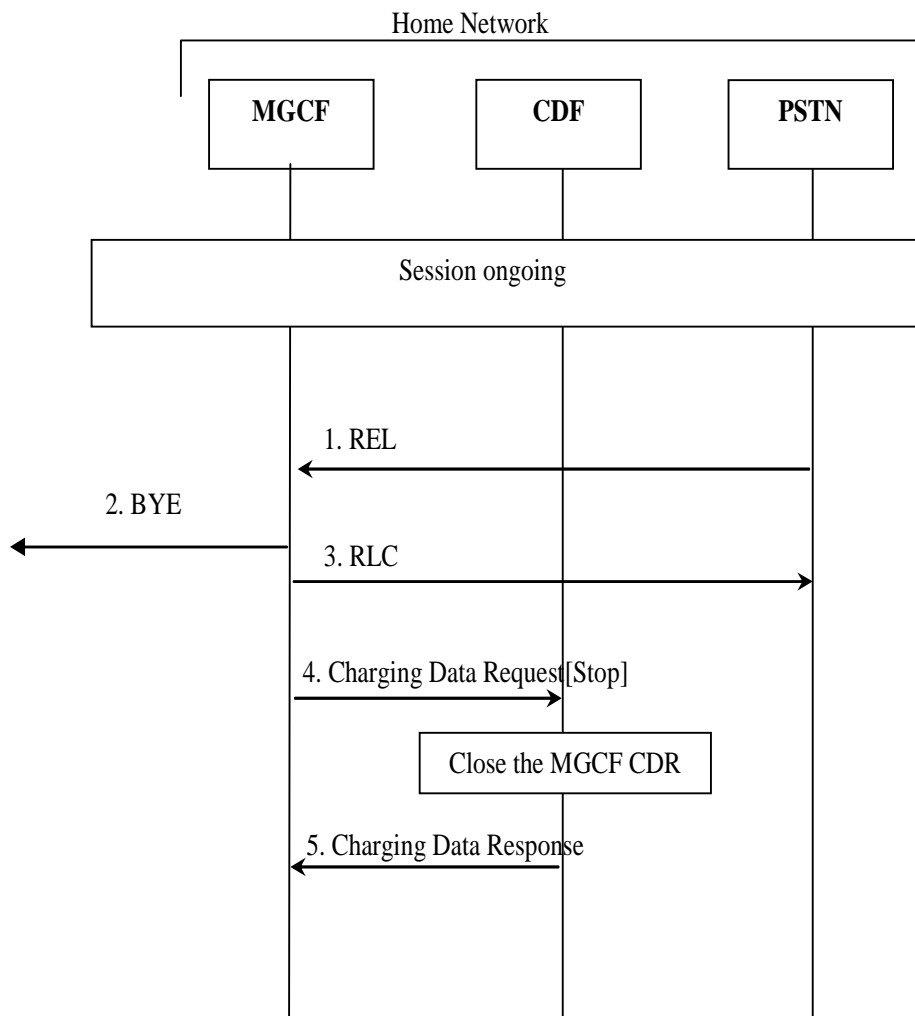 Home Network
MGCF
CDF
PSTN
Session ongoing
1. REL
2. BYE
3. RLC
4. Charging Data Request[Stop]
Close the MGCF CDR
5. Charging Data Response